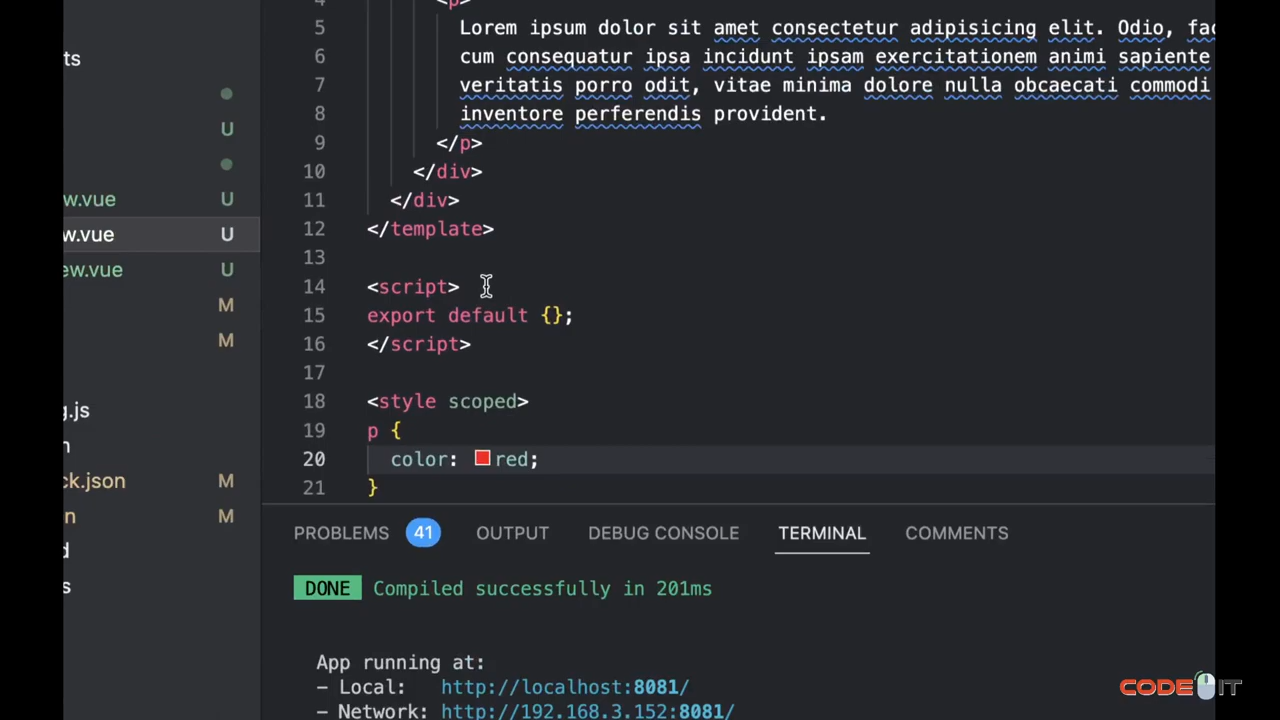 4 <p>
5 Lorem ipsum dolor sit amet consectetur adipisicing elit. Odio, fac
ts
6 cum consequatur ipsa incidunt ipsam exercitationem animi sapiente
7 veritatis porro odit, vitae minima dolore nulla obcaecati commodi
8 inventore perferendis provident.
U
9 </p>
10 </div>
w.vue U
11 </div>
w.vue U
12 </template>
13
ew.vue U
14 <script>
M
15 export default {};
M
16 </script>
17
18 <style scoped>
g.js
19 p {
n
20 color: red;
ck.json M
21 }
n M
PROBLEMS 41 OUTPUT DEBUG CONSOLE TERMINAL COMMENTS
d
s
DONE Compiled successfully in 201ms
App running at:
- Local: http://localhost:8081/
- Network: http://192.168.3.152:8081/
CODE IT